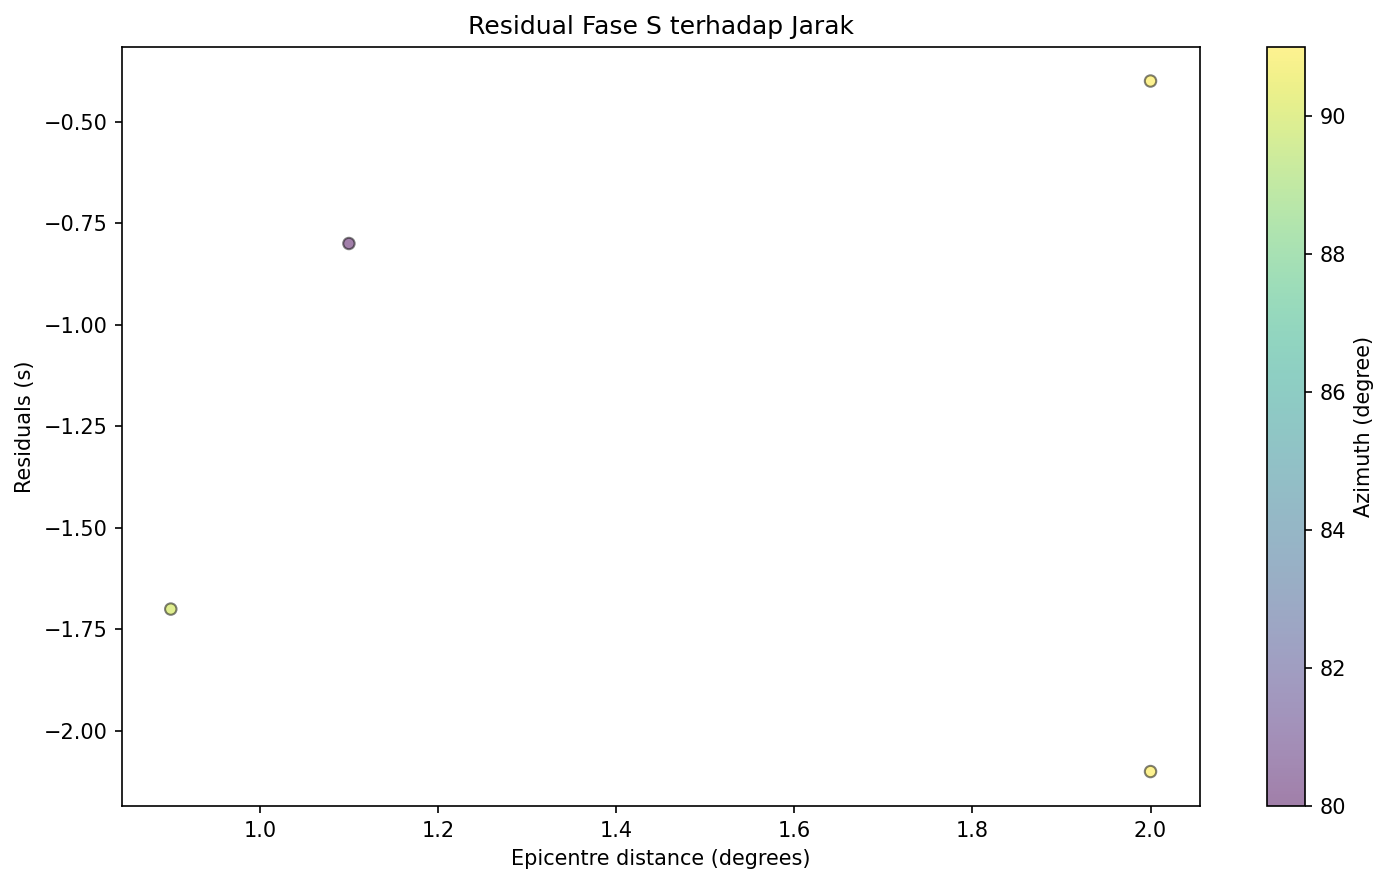 Residual Fase S terhadap Jarak
Residuals (s)
−0.50
−0.75
−1.00
−1.25
−1.50
−1.75
−2.00
1.0 1.2 1.4 1.6 1.8 2.0
Epicentre distance (degrees)
90
88
86
84
82
80
Azimuth (degree)